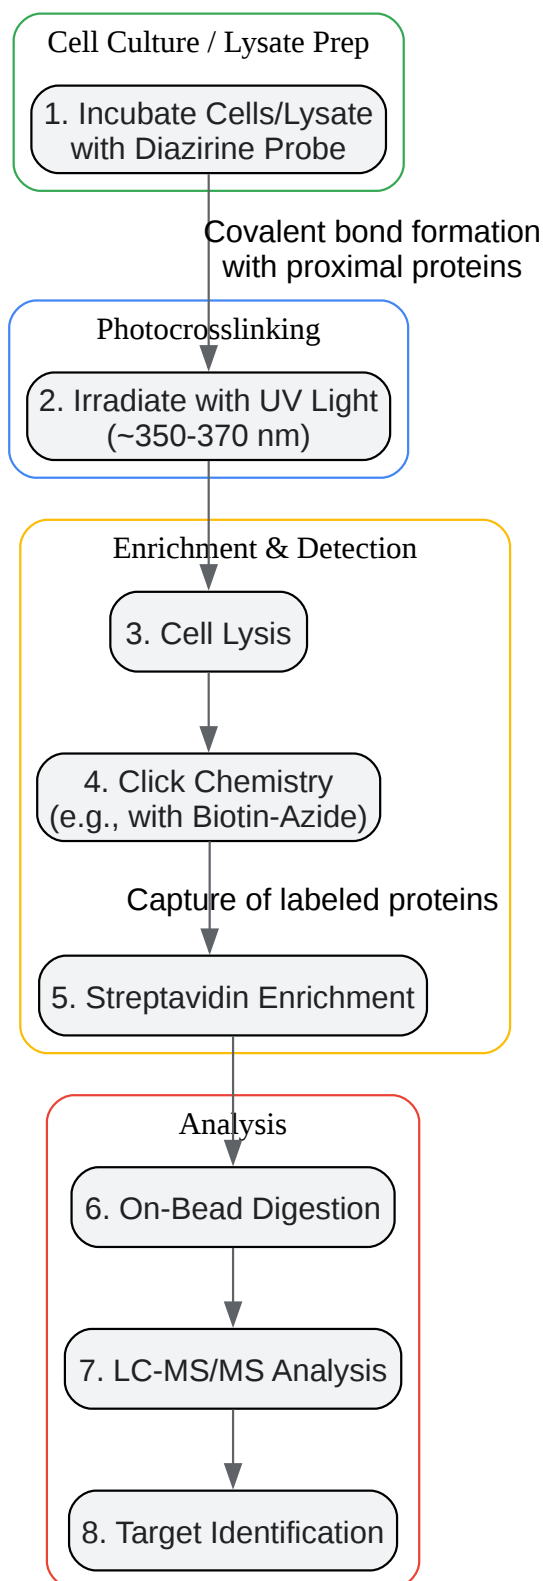 Cell Culture / Lysate Prep
1. Incubate Cells/Lysate
with Diazirine Probe
Covalent bond formation
with proximal proteins
Photocrosslinking
2. Irradiate with UV Light
(~350-370 nm)
Enrichment & Detection
3. Cell Lysis
4. Click Chemistry
(e.g., with Biotin-Azide)
Capture of labeled proteins
5. Streptavidin Enrichment
Analysis
6. On-Bead Digestion
7. LC-MS/MS Analysis
8. Target Identification